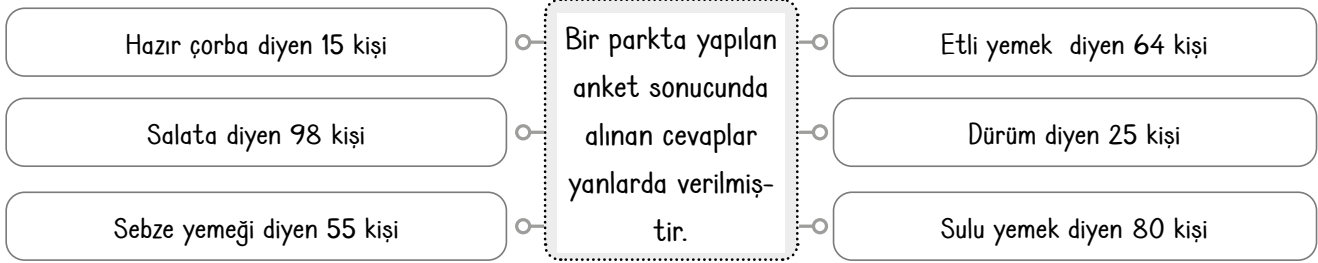 Hazır çorba diyen 15 kişi
Salata diyen 98 kişi
Sebze yemeği diyen 55 kişi
Bir parkta yapılan
anket sonucunda
alınan cevaplar
yanlarda verilmiş-
tir.
Etli yemek diyen 64 kişi
Dürüm diyen 25 kişi
Sulu yemek diyen 80 kişi